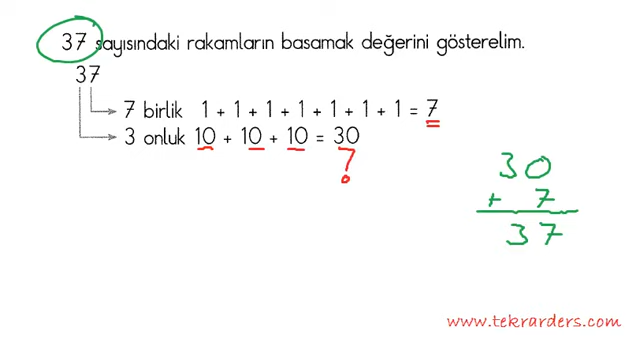 37 sayısındaki rakamların basamak değerini gösterelim.
37
7 birlik 1 + 1 + 1 + 1 + 1 + 1 + 1 = 7
3 onluk 10 + 10 + 10 = 30
?
30
+ 7
37
www.tekrarders.com